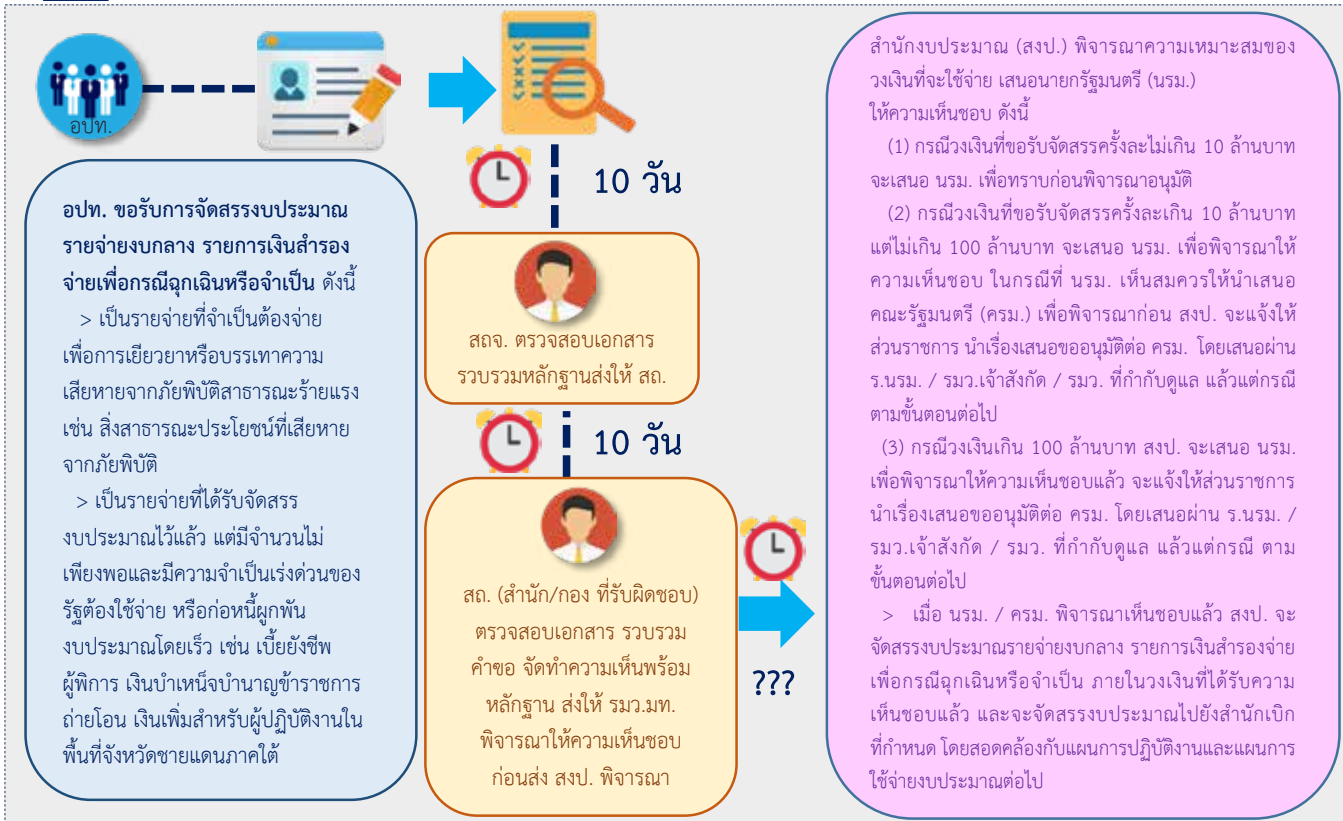 อปท.
อปท. ขอรับการจัดสรรงบประมาณ
รายจ่ายงบกลาง รายการเงินสำรอง
จ่ายเพื่อกรณีฉุกเฉินหรือจำเป็น ดังนี้
> เป็นรายจ่ายที่จำเป็นต้องจ่าย
เพื่อการเยียวยาหรือบรรเทาความ
เสียหายจากภัยพิบัติสาธารณะร้ายแรง
เช่น สิ่งสาธารณะประโยชน์ที่เสียหาย
จากภัยพิบัติ
> เป็นรายจ่ายที่ได้รับจัดสรร
งบประมาณไว้แล้ว แต่มีจำนวนไม่
เพียงพอและมีความจำเป็นเร่งด่วนของ
รัฐต้องใช้จ่าย หรือก่อหนี้ผูกพัน
งบประมาณโดยเร็ว เช่น เบี้ยยังชีพ
ผู้พิการ เงินบำเหน็จบำนาญข้าราชการ
ถ่ายโอน เงินเพิ่มสำหรับผู้ปฏิบัติงานใน
พื้นที่จังหวัดชายแดนภาคใต้
10 วัน
สถจ. ตรวจสอบเอกสาร
รวบรวมหลักฐานส่งให้ สถ.
10 วัน
สถ. (สำนัก/กอง ที่รับผิดชอบ)
ตรวจสอบเอกสาร รวบรวม
คำขอ จัดทำความเห็นพร้อม
หลักฐาน ส่งให้ รมว.มท.
พิจารณาให้ความเห็นชอบ
ก่อนส่ง สงป. พิจารณา
???
สำนักงบประมาณ (สงป.) พิจารณาความเหมาะสมของ
วงเงินที่จะใช้จ่าย เสนอนายกรัฐมนตรี (นรม.)
ให้ความเห็นชอบ ดังนี้
(1) กรณีวงเงินที่ขอรับจัดสรรครั้งละไม่เกิน 10 ล้านบาท
จะเสนอ นรม. เพื่อทราบก่อนพิจารณาอนุมัติ
(2) กรณีวงเงินที่ขอรับจัดสรรครั้งละเกิน 10 ล้านบาท
แต่ไม่เกิน 100 ล้านบาท จะเสนอ นรม. เพื่อพิจารณาให้
ความเห็นชอบ ในกรณีที่ นรม. เห็นสมควรให้นำเสนอ
คณะรัฐมนตรี (ครม.) เพื่อพิจารณาก่อน สงป. จะแจ้งให้
ส่วนราชการ นำเรื่องเสนอขออนุมัติต่อ ครม. โดยเสนอผ่าน
ร.นรม. / รมว.เจ้าสังกัด / รมว. ที่กำกับดูแล แล้วแต่กรณี
ตามขั้นตอนต่อไป
(3) กรณีวงเงินเกิน 100 ล้านบาท สงป. จะเสนอ นรม.
เพื่อพิจารณาให้ความเห็นชอบแล้ว จะแจ้งให้ส่วนราชการ
นำเรื่องเสนอขออนุมัติต่อ ครม. โดยเสนอผ่าน ร.นรม. /
รมว.เจ้าสังกัด / รมว. ที่กำกับดูแล แล้วแต่กรณี ตาม
ขั้นตอนต่อไป
> เมื่อ นรม. / ครม. พิจารณาเห็นชอบแล้ว สงป. จะ
จัดสรรงบประมาณรายจ่ายงบกลาง รายการเงินสำรองจ่าย
เพื่อกรณีฉุกเฉินหรือจำเป็น ภายในวงเงินที่ได้รับความ
เห็นชอบแล้ว และจะจัดสรรงบประมาณไปยังสำนักเบิก
ที่กำหนด โดยสอดคล้องกับแผนการปฏิบัติงานและแผนการ
ใช้จ่ายงบประมาณต่อไป